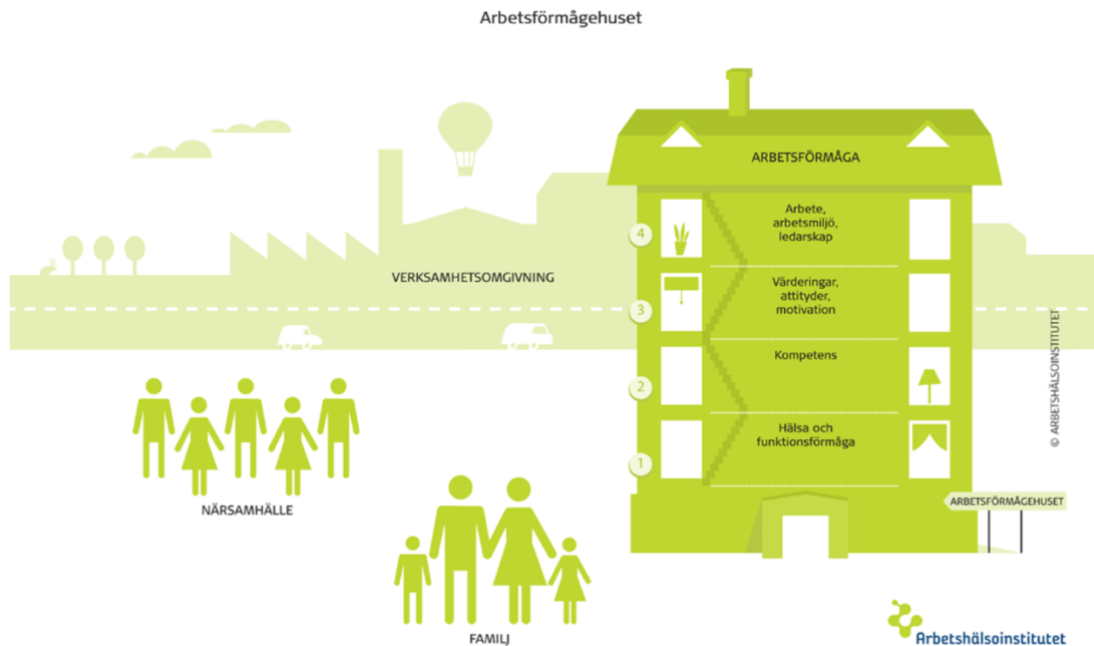 Arbetsförmågehuset
ARBETSFÖRMÅGA
4
Arbete,
arbetsmiljö,
ledarskap
VERKSAMHETSOMGIVNING
3
Värderingar,
attityder,
motivation
2
Kompetens
1
Hälsa och
funktionsförmåga
© ARBETSHÄLSOINSTITUTET
ARBETSFÖRMÅGEHUSET
NÄRSAMHÄLLE
FAMILJ
Arbetshälsoinstitutet